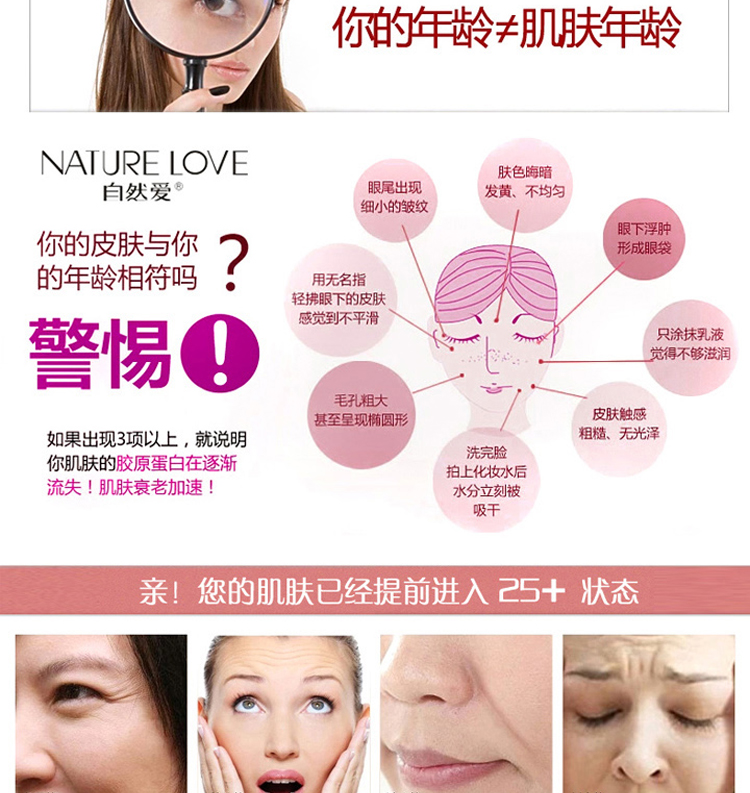 你的年龄≠肌肤年龄
NATURE LOVE
自然爱®
你的皮肤与你
的年龄相符吗？
警惕！
如果出现3项以上，就说明
你肌肤的胶原蛋白在逐渐
流失！肌肤衰老加速！
眼尾出现
细小的皱纹
肤色晦暗
发黄、不均匀
眼下浮肿
形成眼袋
用无名指
轻拂眼下的皮肤
感觉到不平滑
只涂抹乳液
觉得不够滋润
毛孔粗大
甚至呈现椭圆形
皮肤触感
粗糙、无光泽
洗完脸
拍上化妆水后
水分立刻被
吸干
亲！您的肌肤已经提前进入 25+ 状态